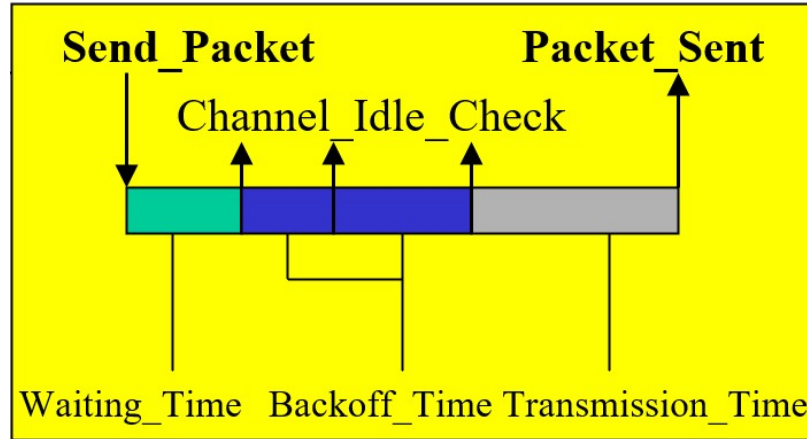 Send_Packet Packet_Sent
Channel_Idle_Check
Waiting_Time Backoff_Time Transmission_Time